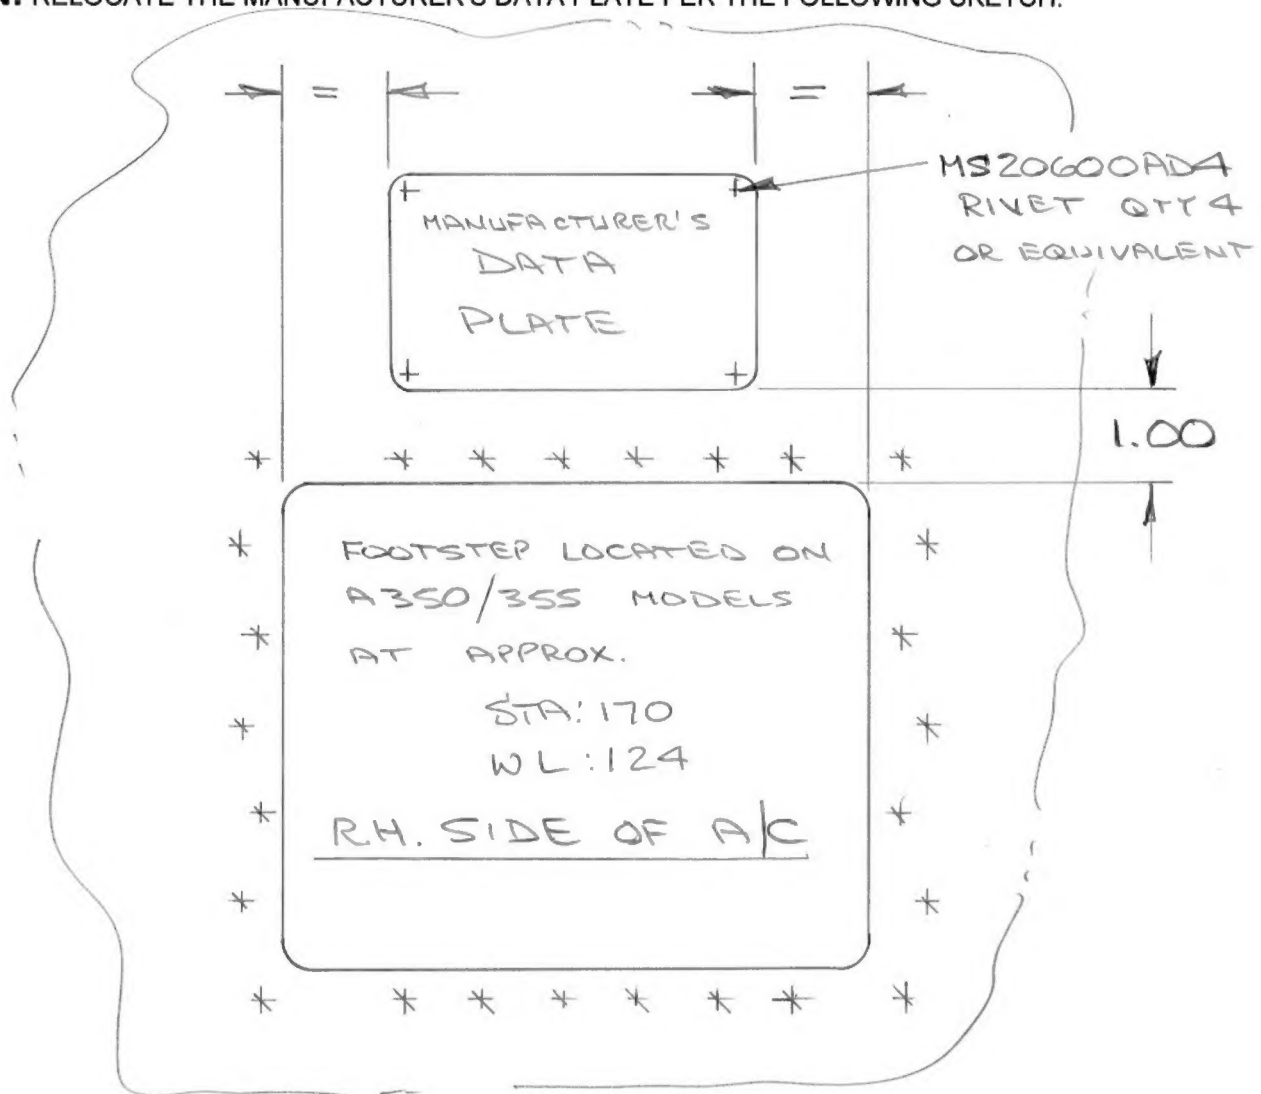 N. RELOCATE THE MANUFACTURER'S DATA PLATE PER THE FOLLOWING SKETCH.
= =
MS20600AD4
RIVET QTY 4
OR EQUIVALENT
MANUFACTURER'S
DATA
PLATE
1.00
FOOTSTEP LOCATED ON
A350/355 MODELS
AT APPROX.
STA: 170
WL: 124
R.H. SIDE OF A/C